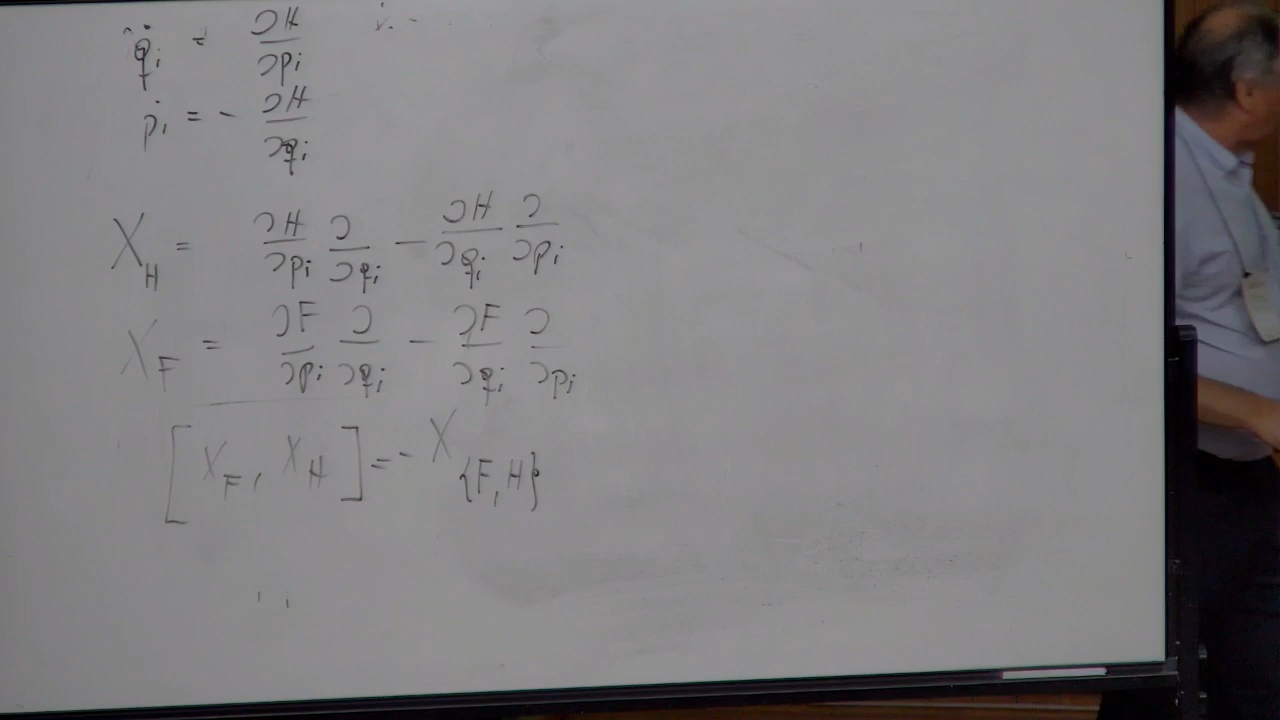 q̇ᵢ = ∂H/∂pᵢ
ṗᵢ = - ∂H/∂qᵢ
X_H = ∂H/∂pᵢ ∂/∂qᵢ - ∂H/∂qᵢ ∂/∂pᵢ
X_F = ∂F/∂pᵢ ∂/∂qᵢ - ∂F/∂qᵢ ∂/∂pᵢ
[X_F, X_H] = - X_{F,H}